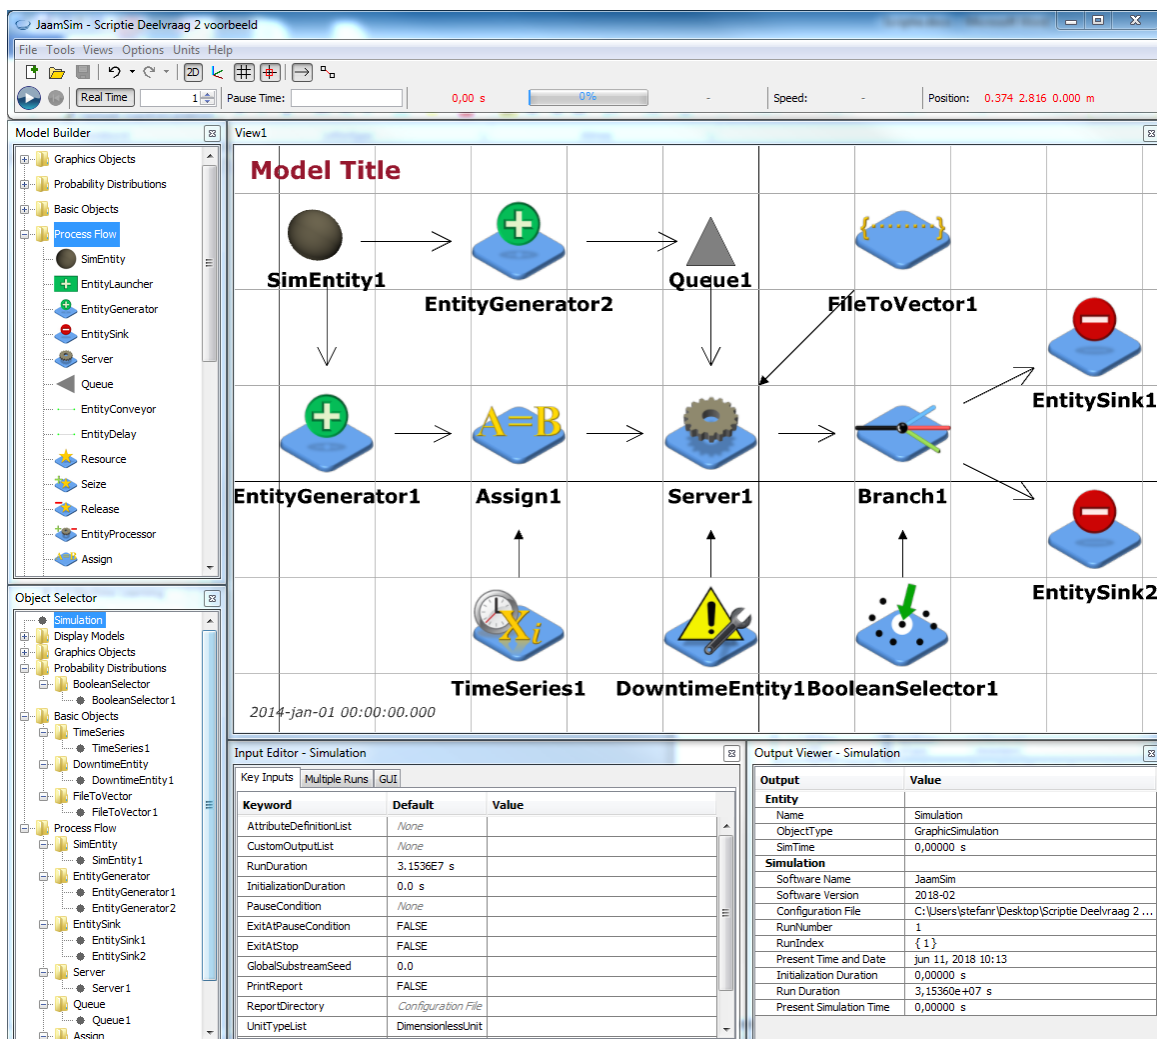 JaamSim - Scriptie Deelvraag 2 voorbeeld
File Tools Views Options Units Help
2D
Real Time 1 Pause Time: 0,00 s 0% - Speed: - Position: 0.374 2.816 0.000 m
Model Builder
Graphics Objects
Probability Distributions
Basic Objects
Process Flow
SimEntity
EntityLauncher
EntityGenerator
EntitySink
Server
Queue
EntityConveyor
EntityDelay
Resource
Seize
Release
EntityProcessor
Assign
View1
Model Title
SimEntity1
EntityGenerator2
Queue1
FileToVector1
EntitySink1
EntityGenerator1
A=B
Assign1
Server1
Branch1
EntitySink2
Xi
TimeSeries1
DowntimeEntity1
BooleanSelector1
2014-jan-01 00:00:00.000
Object Selector
Simulation
Display Models
Graphics Objects
Probability Distributions
BooleanSelector
BooleanSelector1
Basic Objects
TimeSeries
TimeSeries1
DowntimeEntity
DowntimeEntity1
FileToVector
FileToVector1
Process Flow
SimEntity
SimEntity1
EntityGenerator
EntityGenerator1
EntityGenerator2
EntitySink
EntitySink1
EntitySink2
Server
Server1
Queue
Queue1
Assign
Input Editor - Simulation
Key Inputs Multiple Runs GUI
Keyword Default Value
AttributeDefinitionList None
CustomOutputList None
RunDuration 3.1536E7 s
InitializationDuration 0.0 s
PauseCondition None
ExitAtPauseCondition FALSE
ExitAtStop FALSE
GlobalSubstreamSeed 0.0
PrintReport FALSE
ReportDirectory Configuration File
UnitTypeList DimensionlessUnit
Output Viewer - Simulation
Output Value
Entity
Name Simulation
ObjectType GraphicSimulation
SimTime 0,00000 s
Simulation
Software Name JaamSim
Software Version 2018-02
Configuration File C:\Users\stefanr\Desktop\Scriptie Deelvraag 2 ...
RunNumber 1
RunIndex { 1 }
Present Time and Date jun 11, 2018 10:13
Initialization Duration 0,00000 s
Run Duration 3,15360e+07 s
Present Simulation Time 0,00000 s